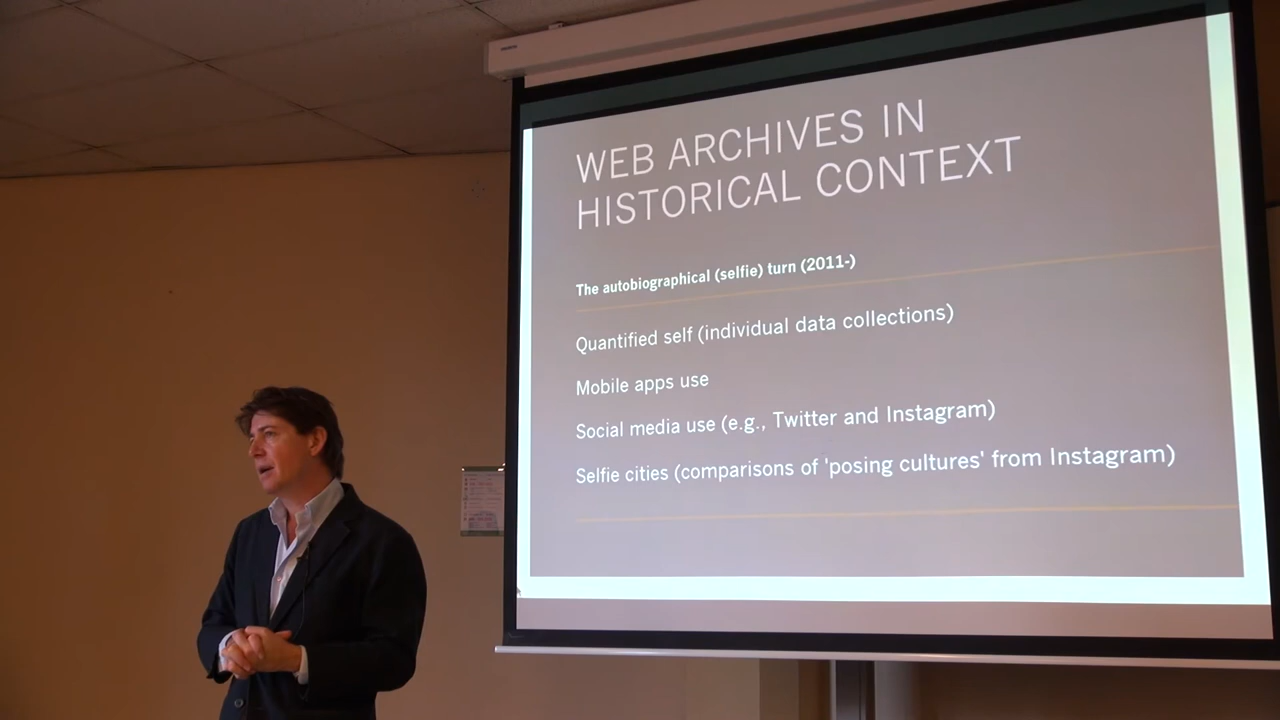 WEB ARCHIVES IN
HISTORICAL CONTEXT
The autobiographical (selfie) turn (2011-)
Quantified self (individual data collections)
Mobile apps use
Social media use (e.g., Twitter and Instagram)
Selfie cities (comparisons of 'posing cultures' from Instagram)